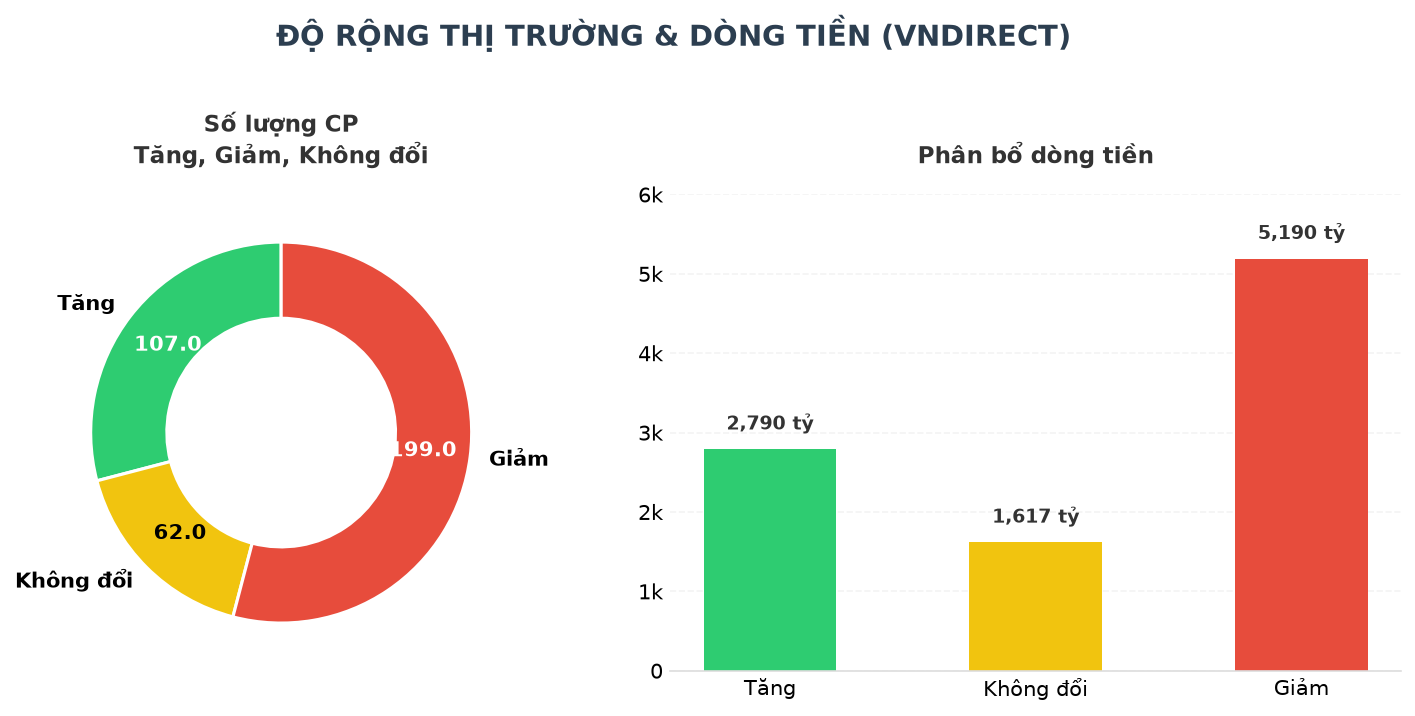 ĐỘ RỘNG THỊ TRƯỜNG & DÒNG TIỀN (VNDIRECT)
Số lượng CP
Tăng, Giảm, Không đổi
Tăng
107.0
199.0
Giảm
62.0
Không đổi
Phân bổ dòng tiền
6k
5k
4k
3k
2k
1k
0
2,790 tỷ
1,617 tỷ
5,190 tỷ
Tăng
Không đổi
Giảm